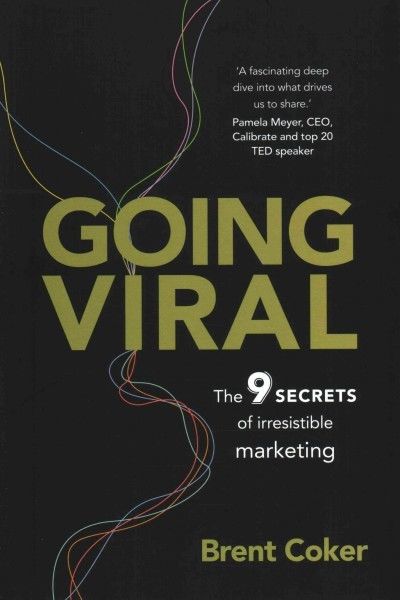 'A fascinating deep
dive into what drives
us to share.'
Pamela Meyer, CEO,
Calibrate and top 20
TED speaker
GOING
VIRAL
The 9 SECRETS
of irresistible
marketing
Brent Coker